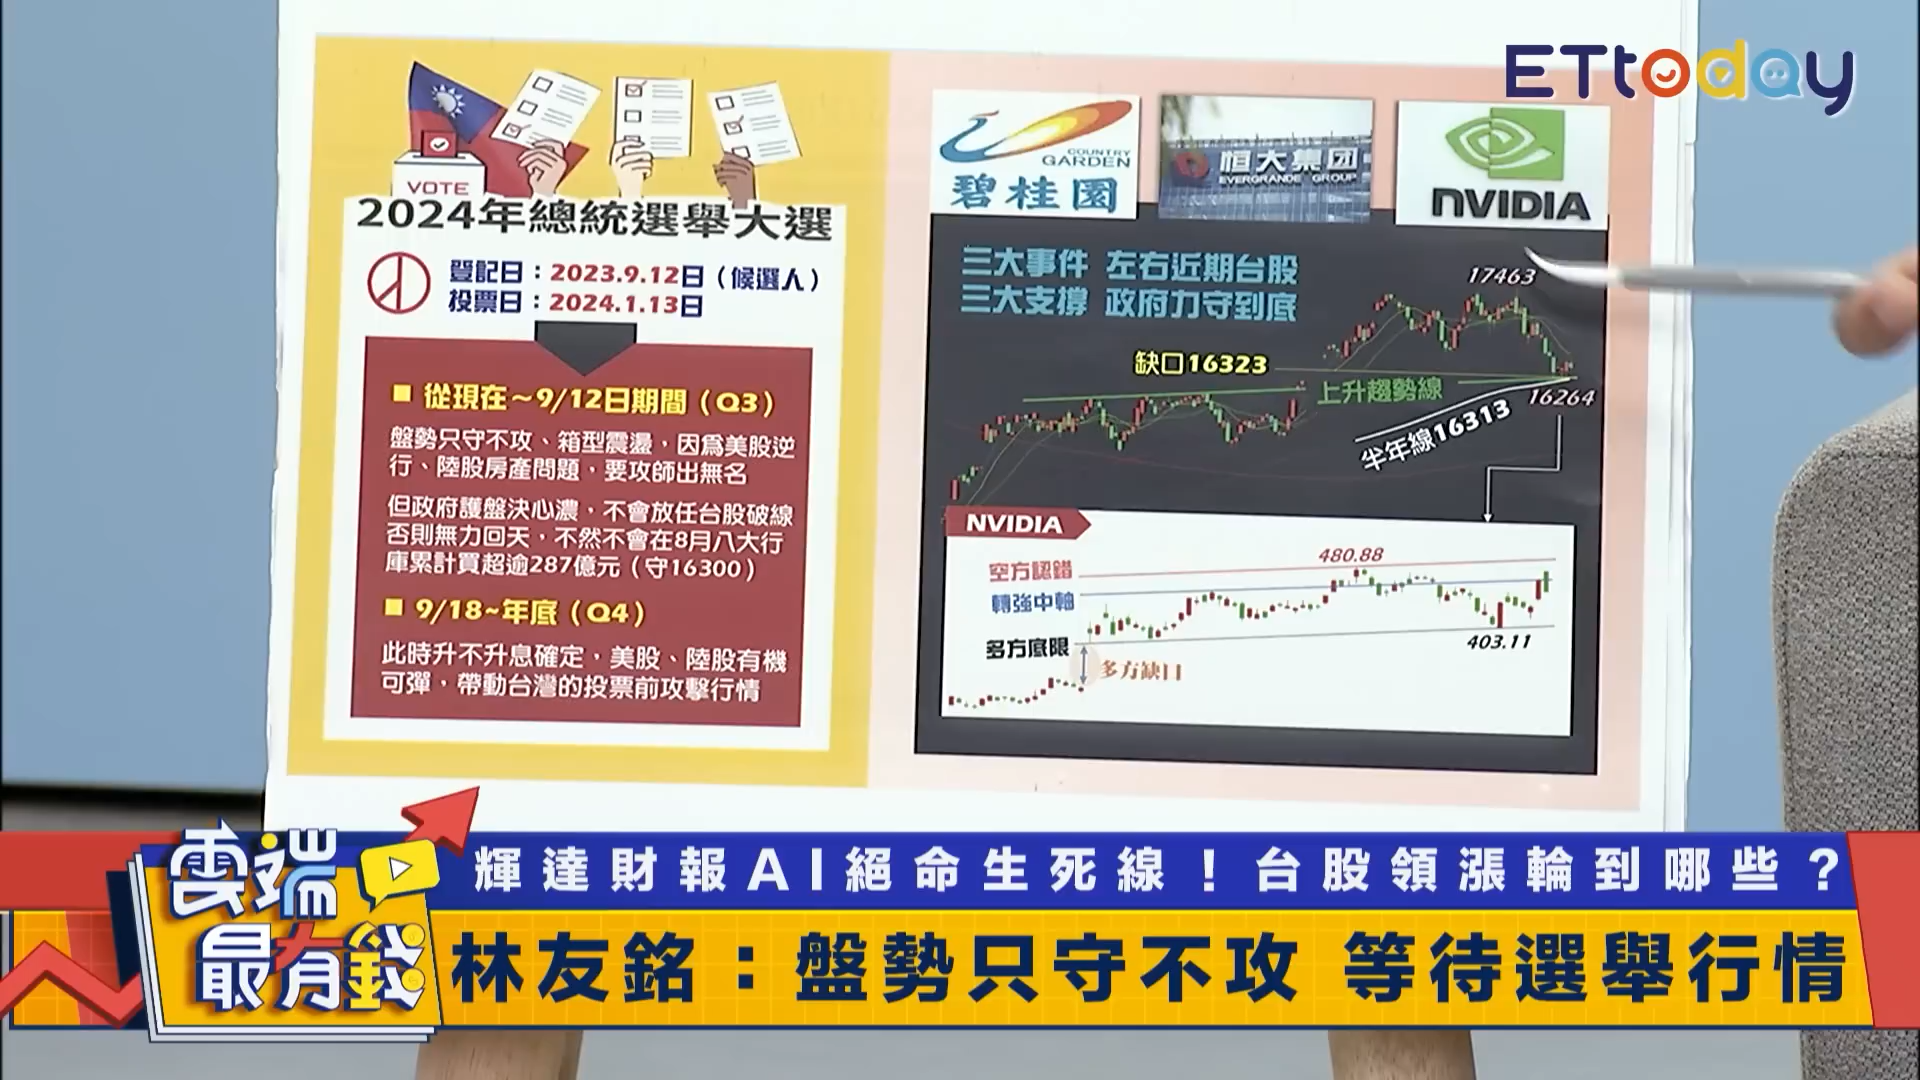 ETtoday
VOTE
2024年總統選舉大選
登記日：2023.9.12日（候選人）
投票日：2024.1.13日
■ 從現在~9/12日期間（Q3）
盤勢只守不攻、箱型震盪，因為美股逆
行、陸股房產問題，要攻師出無名
但政府護盤決心濃，不會放任台股破線
否則無力回天，不然不會在8月八大行
庫累計買超逾287億元（守16300）
■ 9/18~年底（Q4）
此時升不升息確定，美股、陸股有機
可彈，帶動台灣的投票前攻擊行情
COUNTRY
GARDEN
碧桂園
恒大集团
EVERGRANDE GROUP
NVIDIA
三大事件 左右近期台股
三大支撐 政府力守到底
17463
缺口16323
上升趨勢線
半年線16313
16264
NVIDIA
空方認錯
轉強中軸
多方底限
多方缺口
480.88
403.11
雲端
最有錢
輝達財報AI絕命生死線！台股領漲輪到哪些？
林友銘：盤勢只守不攻 等待選舉行情